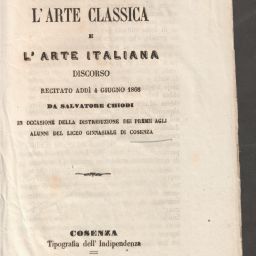 L'ARTE CLASSICA
E
L'ARTE ITALIANA
DISCORSO
RECITATO ADDÌ 4 GIUGNO 1866
DA SALVATORE CHIODI
IN OCCASIONE DELLA DISTRIBUZIONE DEI PREMII AGLI
ALUNNI DEL LICEO GINNASIALE DI COSENZA
COSENZA
Tipografia dell' Indipendenza